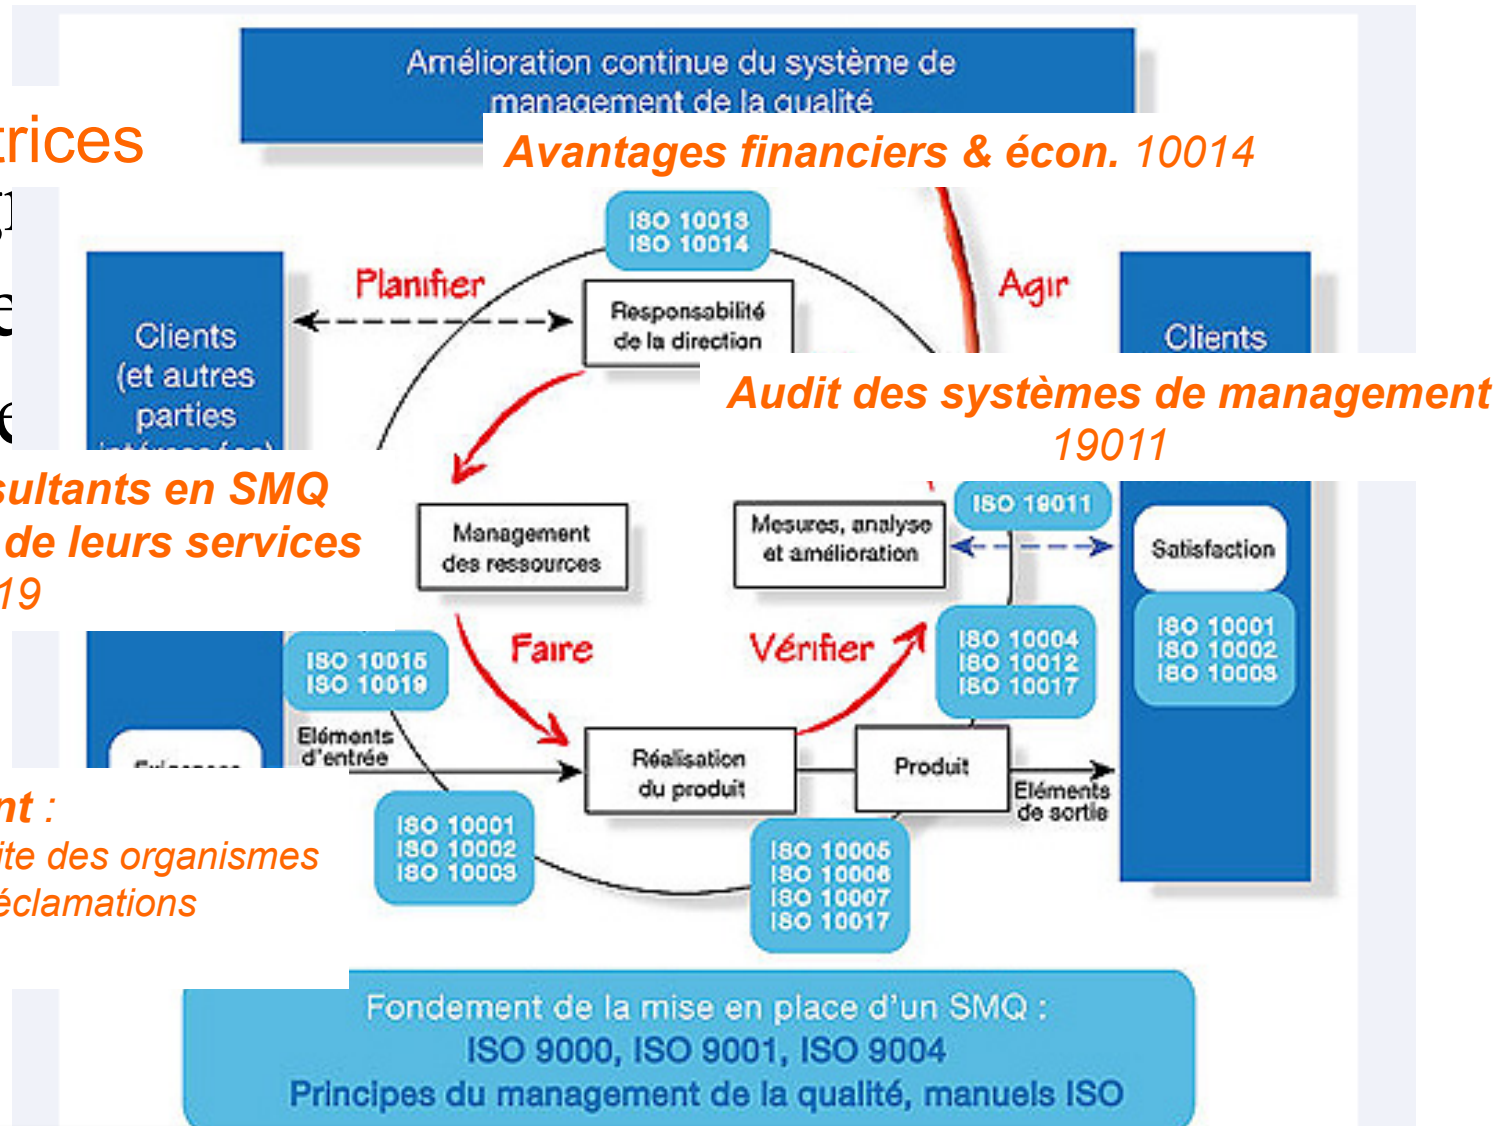 Amélioration continue du système de
management de la qualité
trices
Avantages financiers & écon. 10014
ISO 10013
ISO 10014
Planifier
Agir
Responsabilité
de la direction
Clients
(et autres
parties
intéressées)
Clients
Audit des systèmes de management
19011
sultants en SMQ
de leurs services
19
Management
des ressources
Mesures, analyse
et amélioration
ISO 19011
Satisfaction
ISO 10001
ISO 10002
ISO 10003
Faire
Vérifier
ISO 10004
ISO 10012
ISO 10017
ISO 10015
ISO 10019
Eléments
d'entrée
Réalisation
du produit
Produit
Eléments
de sortie
nt :
ite des organismes
éclamations
ISO 10001
ISO 10002
ISO 10003
ISO 10005
ISO 10006
ISO 10007
ISO 10017
Fondement de la mise en place d'un SMQ :
ISO 9000, ISO 9001, ISO 9004
Principes du management de la qualité, manuels ISO